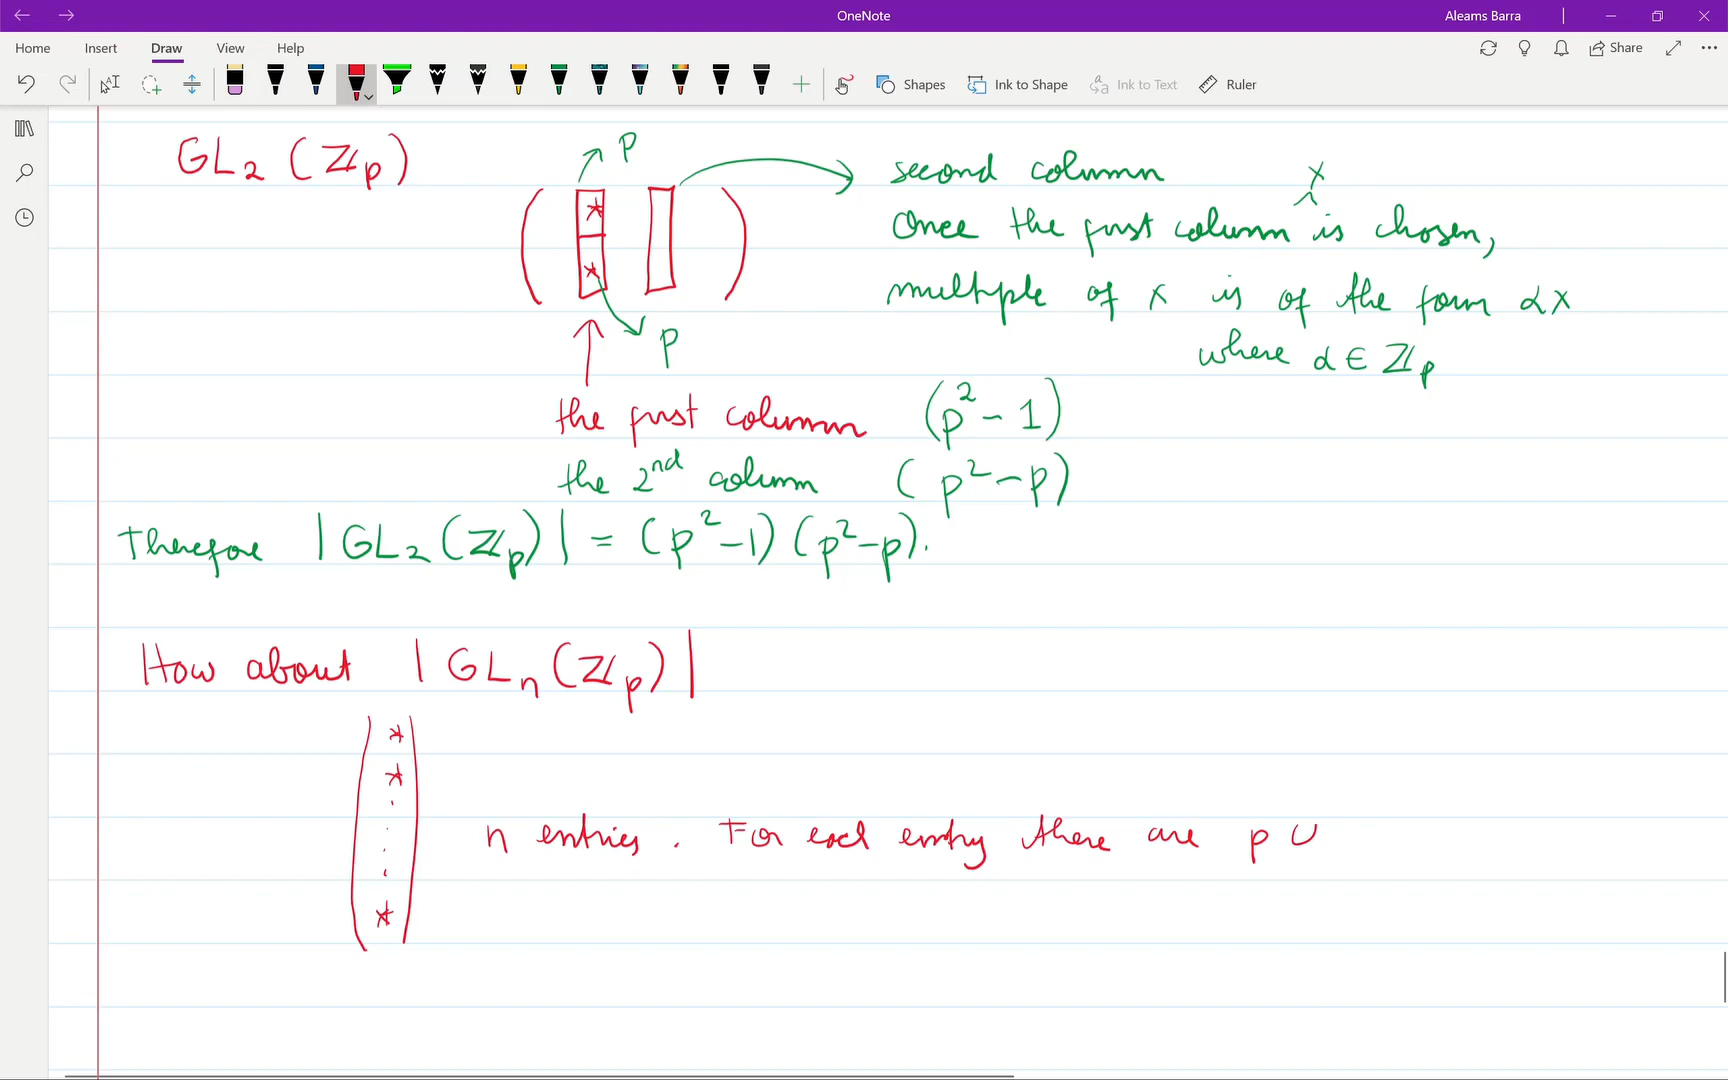 OneNote
Aleams Barra
Home Insert Draw View Help
Share
Shapes Ink to Shape Ink to Text Ruler
GL₂ (ℤₚ)
p
second column
x
Once the first column ^ is chosen,
multiple of x is of the form αx
where α ∈ ℤₚ
p
* *
the first column (p² - 1)
the 2ⁿᵈ column (p² - p)
Therefore |GL₂(ℤₚ)| = (p² - 1)(p² - p).
How about |GLₙ(ℤₚ)|
*
*
.
.
.
.
*
n entries. For each entry there are p